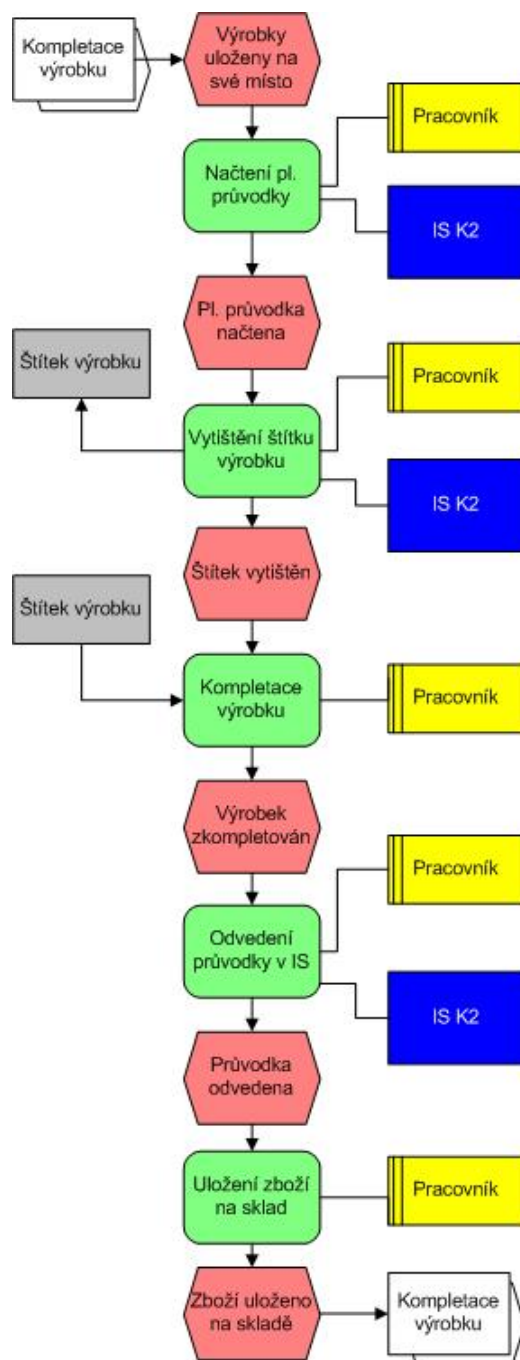 Kompletace
výrobku
Výrobky
uloženy na
své místo
Pracovník
Načtení pl.
průvodky
IS K2
Pl. průvodka
načtena
Štítek výrobku
Pracovník
Vytištění štítku
výrobku
IS K2
Štítek vytištěn
Štítek výrobku
Kompletace
výrobku
Pracovník
Výrobek
zkompletován
Pracovník
Odvedení
průvodky v IS
IS K2
Průvodka
odvedena
Uložení zboží
na sklad
Pracovník
Zboží uloženo
na skladě
Kompletace
výrobku